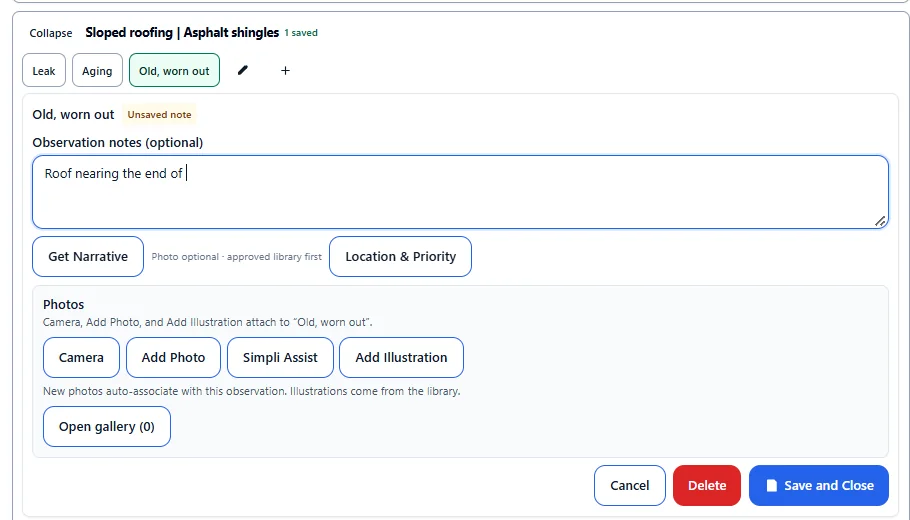 Collapse Sloped roofing | Asphalt shingles 1 saved
Leak Aging Old, worn out +
Old, worn out Unsaved note
Observation notes (optional)
Roof nearing the end of
Get Narrative Photo optional · approved library first Location & Priority
Photos
Camera, Add Photo, and Add Illustration attach to “Old, worn out”.
Camera Add Photo Simpli Assist Add Illustration
New photos auto-associate with this observation. Illustrations come from the library.
Open gallery (0)
Cancel Delete Save and Close